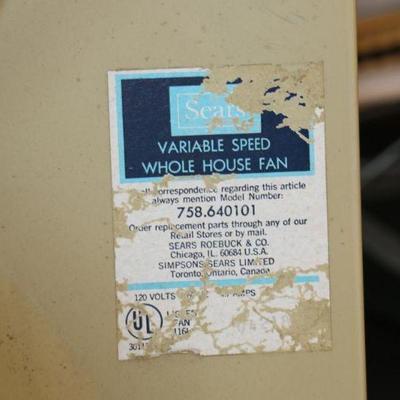 Sears
VARIABLE SPEED
WHOLE HOUSE FAN
all correspondence regarding this article
always mention Model Number:
758.640101
Order replacement parts through any of our
Retail Stores or by mail.
SEARS ROEBUCK & CO.
Chicago, IL. 60684 U.S.A.
SIMPSONS-SEARS LIMITED
Toronto, Ontario, Canada
120 VOLTS AMPS
UL
FAN